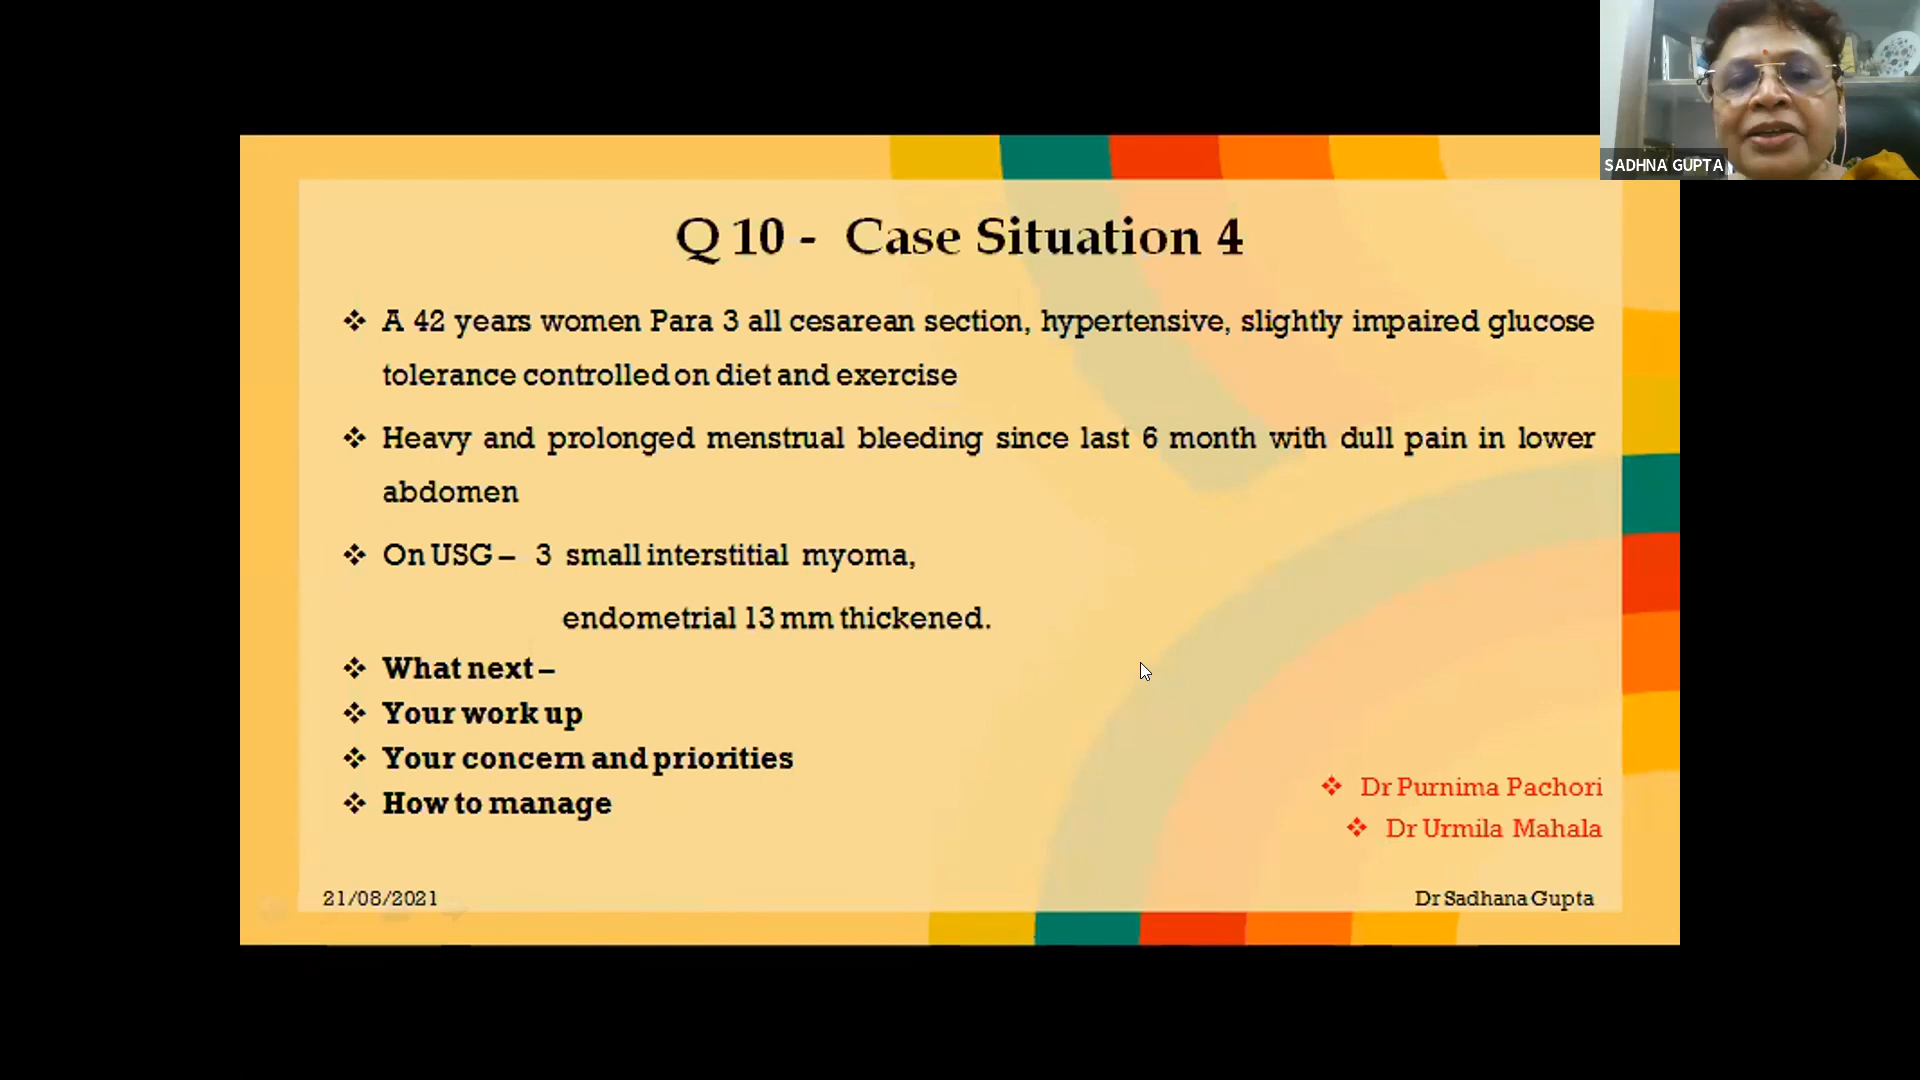 SADHNA GUPTA
Q 10 - Case Situation 4
❖ A 42 years women Para 3 all cesarean section, hypertensive, slightly impaired glucose
tolerance controlled on diet and exercise
❖ Heavy and prolonged menstrual bleeding since last 6 month with dull pain in lower
abdomen
❖ On USG – 3 small interstitial myoma,
endometrial 13 mm thickened.
❖ What next –
❖ Your work up
❖ Your concern and priorities
❖ How to manage
❖ Dr Purnima Pachori
❖ Dr Urmila Mahala
21/08/2021
Dr Sadhana Gupta